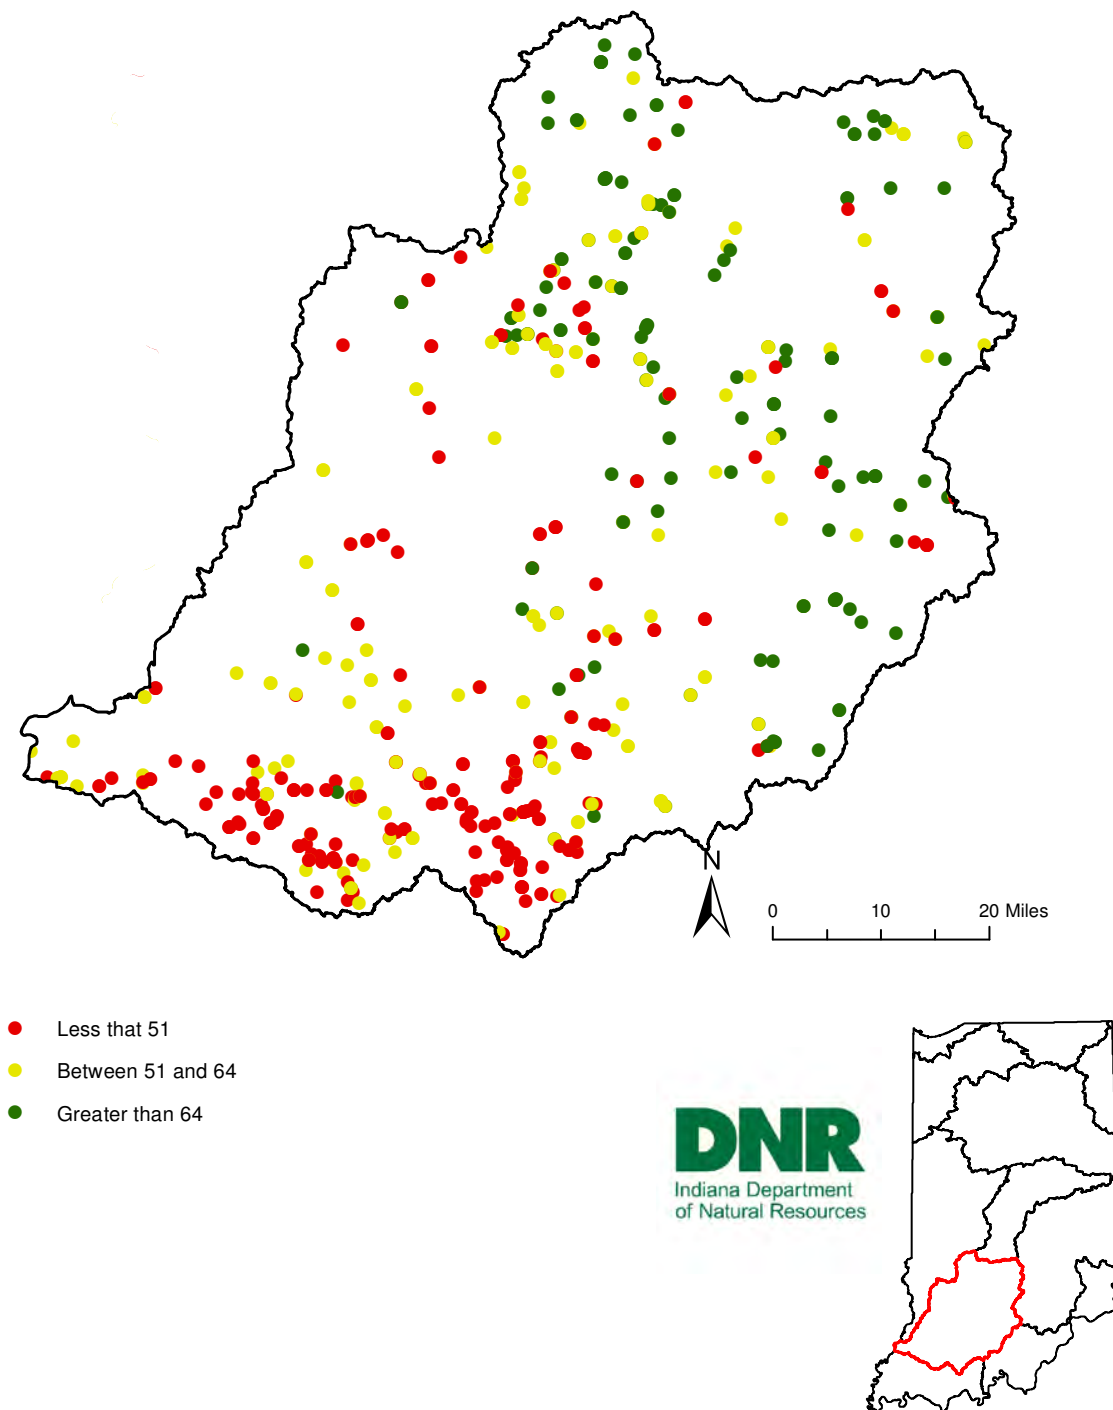 N
0 10 20 Miles
Less that 51
Between 51 and 64
Greater than 64
DNR
Indiana Department
of Natural Resources